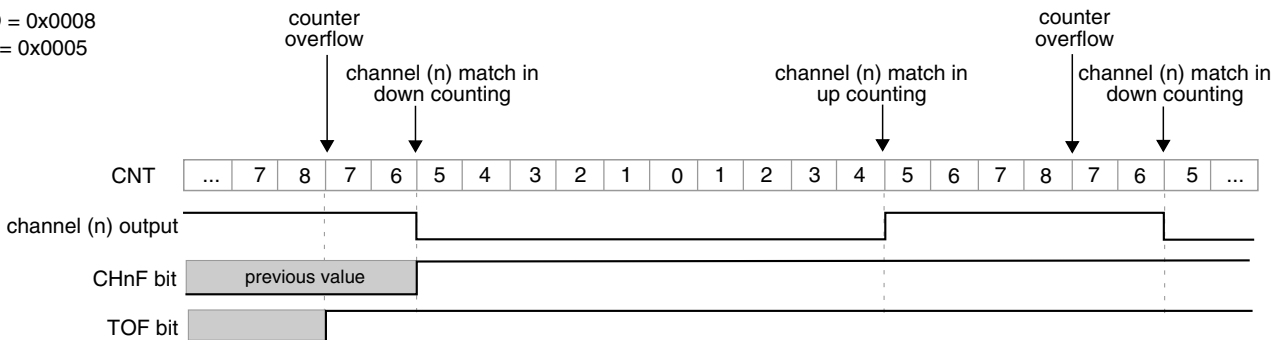 = 0x0008
= 0x0005
counter
overflow
channel (n) match in
down counting
channel (n) match in
up counting
counter
overflow
channel (n) match in
down counting
CNT ... 7 8 7 6 5 4 3 2 1 0 1 2 3 4 5 6 7 8 7 6 5 ...
channel (n) output
CHnF bit previous value
TOF bit